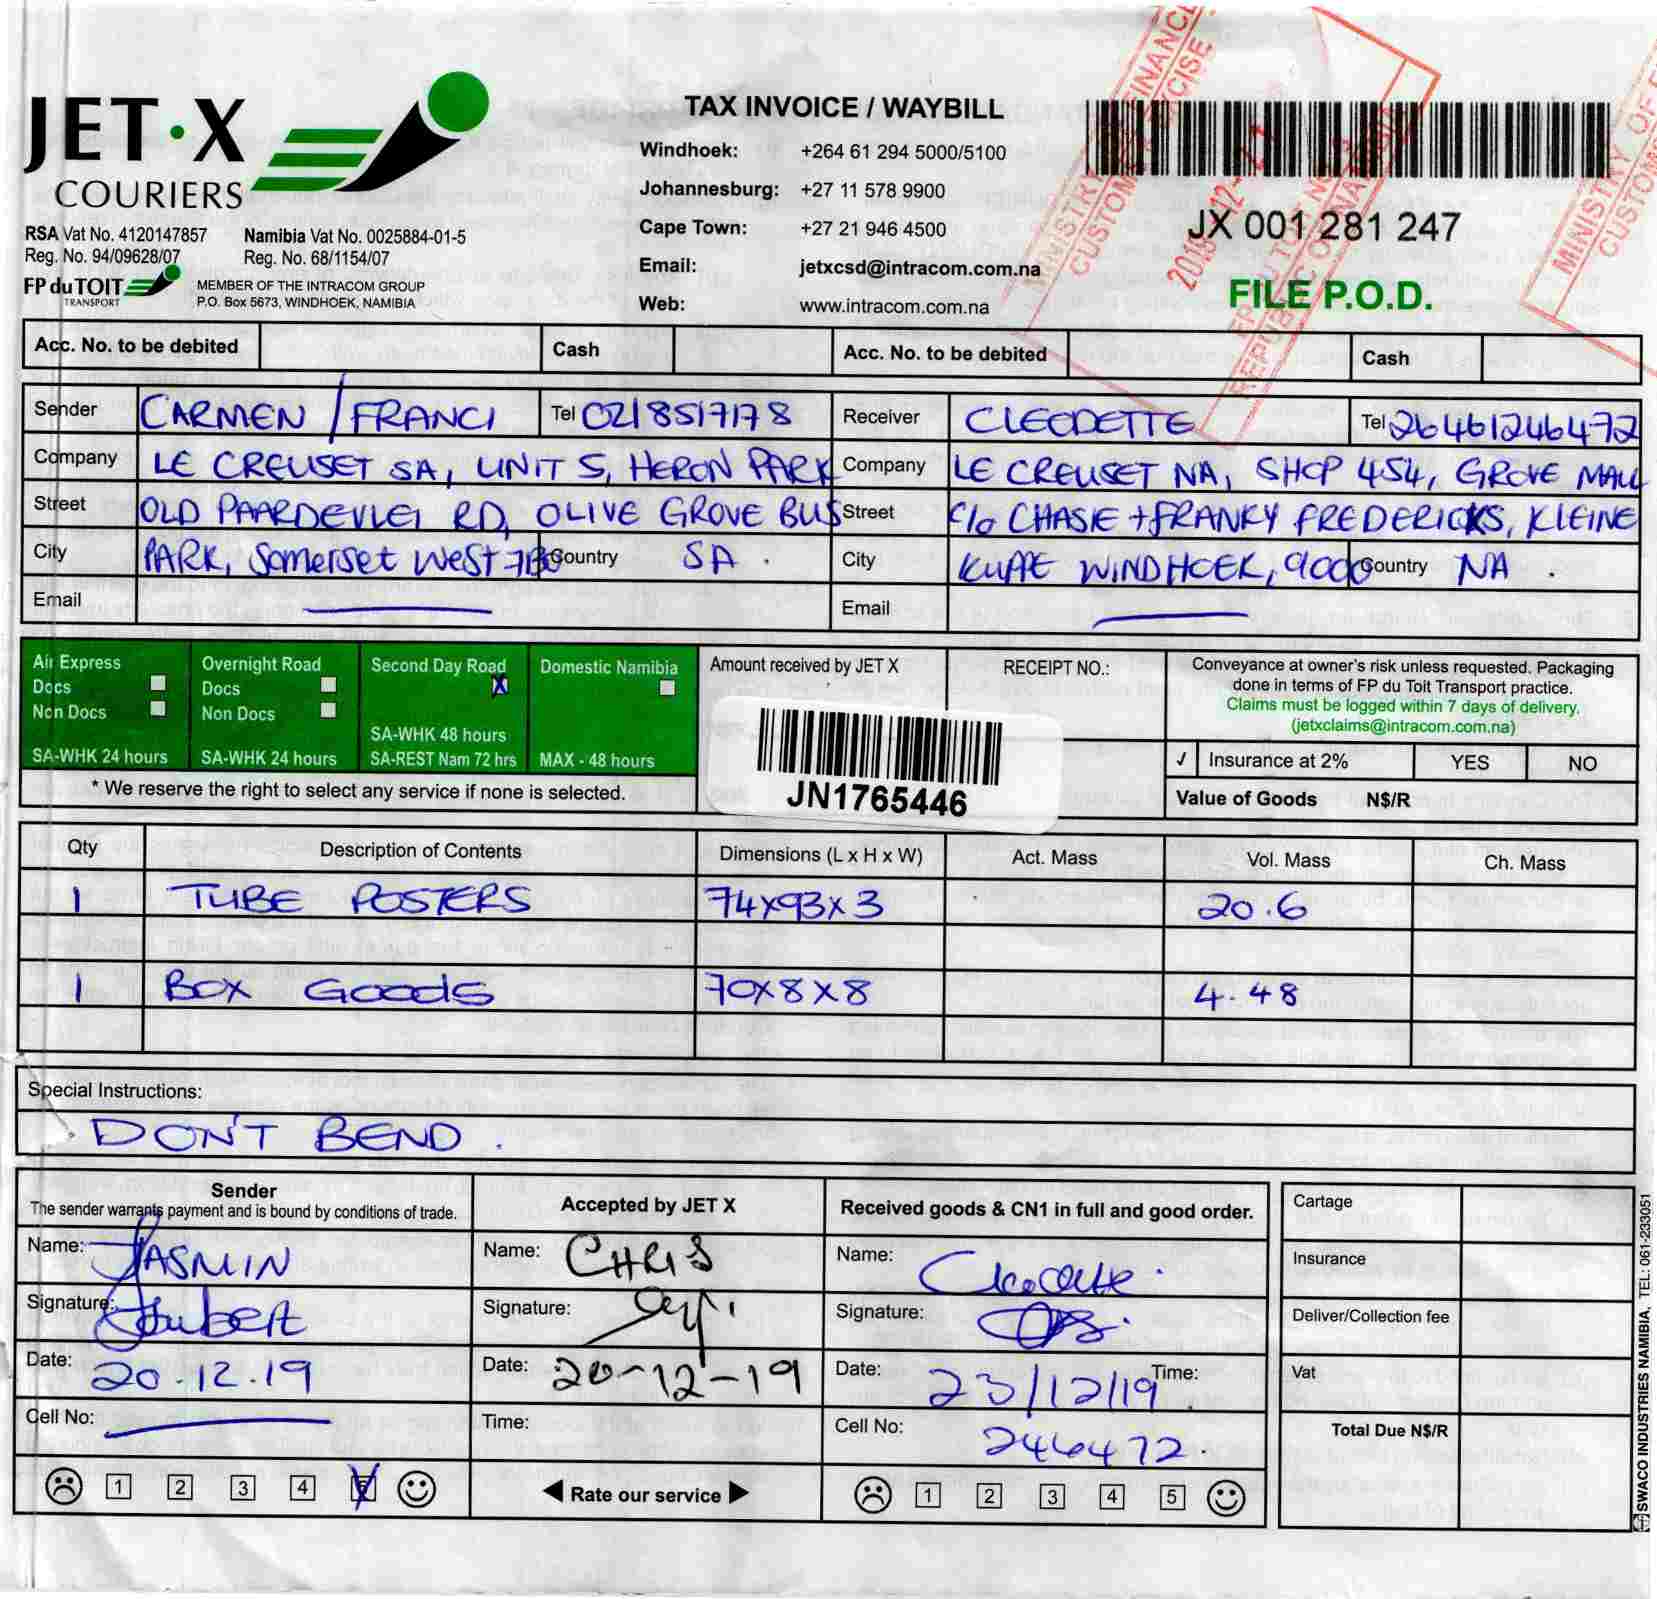 JET·X
COURIERS
RSA Vat No. 4120147857
Reg. No. 94/09628/07
Namibia Vat No. 0025884-01-5
Reg. No. 68/1154/07
FP du TOIT
TRANSPORT
MEMBER OF THE INTRACOM GROUP
P.O. Box 5673, WINDHOEK, NAMIBIA
TAX INVOICE / WAYBILL
Windhoek: +264 61 294 5000/5100
Johannesburg: +27 11 578 9900
Cape Town: +27 21 946 4500
Email: jetxcsd@intracom.com.na
Web: www.intracom.com.na
JX 001 281 247
FILE P.O.D.
MINISTRY FINANCE
CUSTOMS EXCISE
FP DU TOIT
REPUBLIC OF NAMIBIA
MINISTRY OF
CUSTOMS
Acc. No. to be debited Cash Acc. No. to be debited Cash
Sender CARMEN / FRANCI Tel 0218517178 Receiver CLEODETTE Tel 26461246472
Company LE CREUSET SA, UNIT 5, HERON PARK Company LE CREUSET NA, SHOP 454, GROVE MALL
Street OLD PAARDEVLEI RD, OLIVE GROVE BUS Street C/o CHASIE + FRANKY FREDERICKS, KLEINE
City PARK, Somerset West 7130 Country SA . City KUPPE WINDHOEK, 9000 Country NA .
Email Email
Air Express
Docs
Non Docs
SA-WHK 24 hours
Overnight Road
Docs
Non Docs
SA-WHK 24 hours
Second Day Road
X
SA-WHK 48 hours
SA-REST Nam 72 hrs
Domestic Namibia
MAX - 48 hours
* We reserve the right to select any service if none is selected.
Amount received by JET X
RECEIPT NO.:
JN1765446
Conveyance at owner's risk unless requested. Packaging
done in terms of FP du Toit Transport practice.
Claims must be logged within 7 days of delivery.
(jetxclaims@intracom.com.na)
✓ Insurance at 2% YES NO
Value of Goods N$/R
Qty Description of Contents Dimensions (L x H x W) Act. Mass Vol. Mass Ch. Mass
1 TUBE POSTERS 74x93x3 20.6
1 BOX GOODS 70x8x8 4.48
Special Instructions:
DON'T BEND .
Sender
The sender warrants payment and is bound by conditions of trade.
Name: JASMIN
Signature: Joubert
Date: 20.12.19
Cell No:
1 2 3 4 5
Accepted by JET X
Name: CHRIS
Signature:
Date: 20-12-19
Time:
◀ Rate our service ▶
Received goods & CN1 in full and good order.
Name: Cleodette
Signature:
Date: 23/12/19 Time:
Cell No: 246472.
1 2 3 4 5
Cartage
Insurance
Deliver/Collection fee
Vat
Total Due N$/R
SWACO INDUSTRIES NAMIBIA, TEL: 061-233051